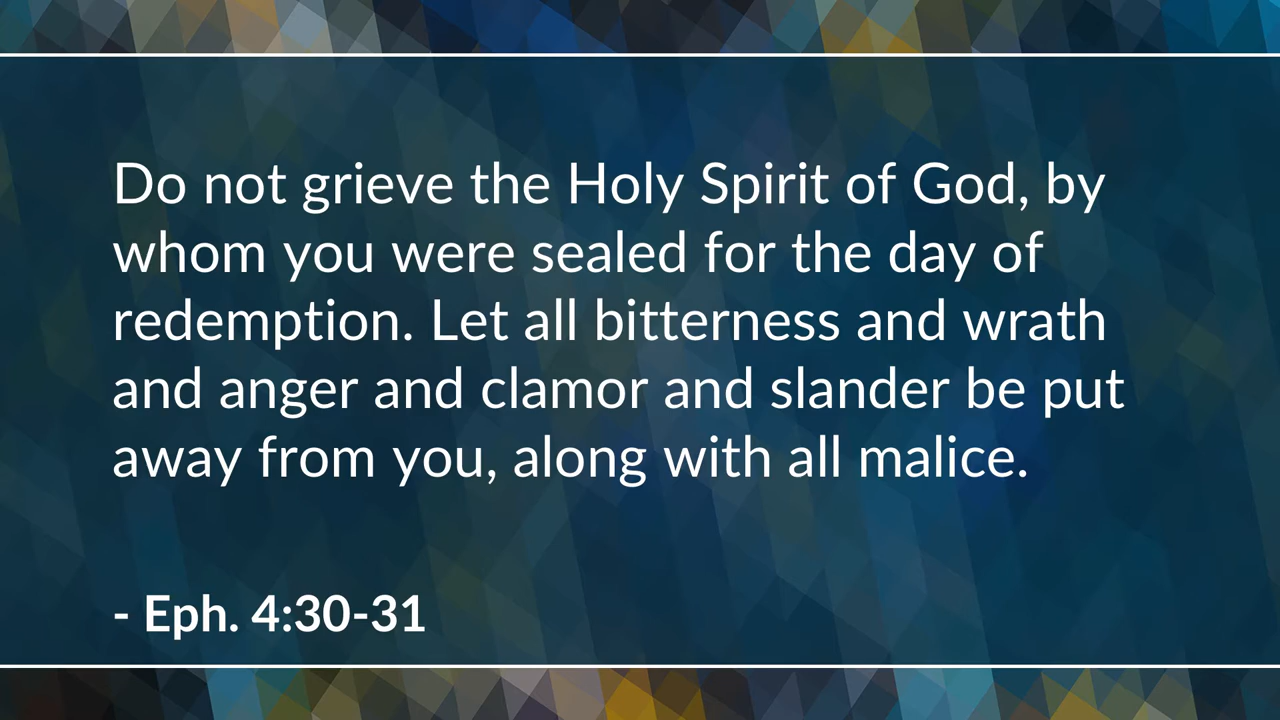 Do not grieve the Holy Spirit of God, by
whom you were sealed for the day of
redemption. Let all bitterness and wrath
and anger and clamor and slander be put
away from you, along with all malice.
- Eph. 4:30-31